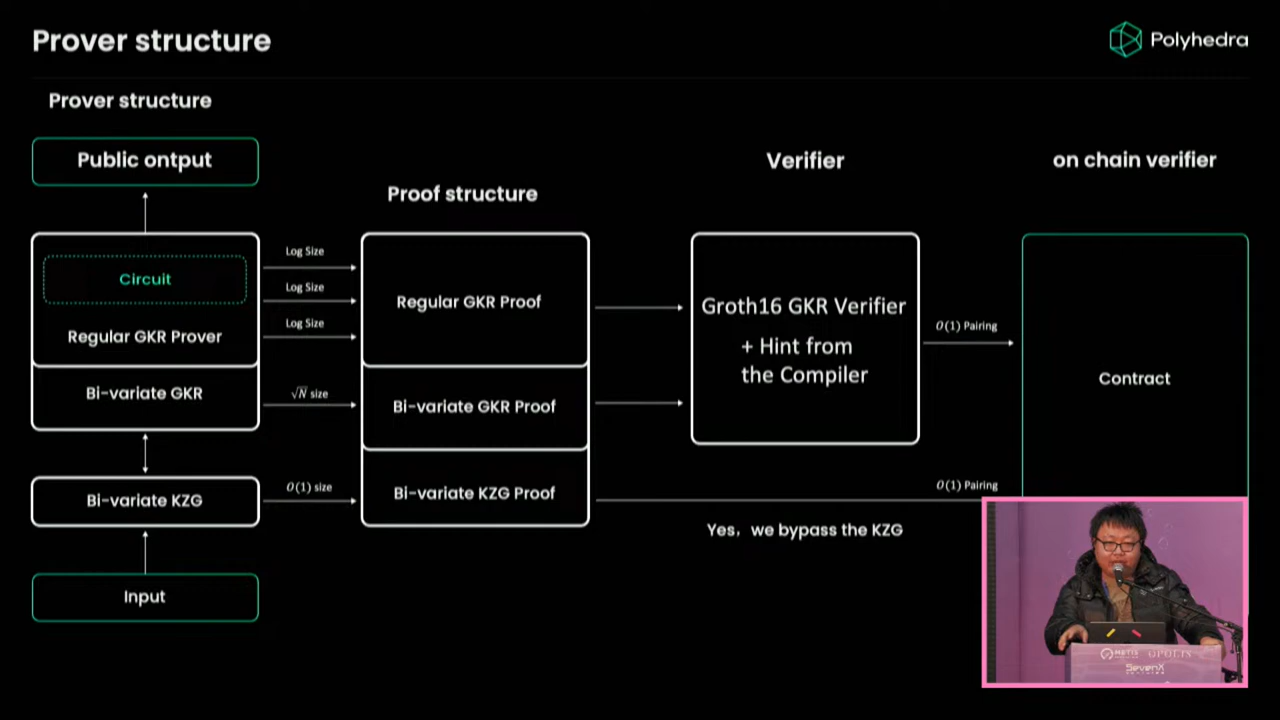 Prover structure
Polyhedra
Prover structure
Public ontput
Circuit
Regular GKR Prover
Bi-variate GKR
Bi-variate KZG
Input
Log Size
Log Size
Log Size
√N size
O(1) size
Proof structure
Regular GKR Proof
Bi-variate GKR Proof
Bi-variate KZG Proof
Verifier
Groth16 GKR Verifier
+ Hint from
the Compiler
Yes, we bypass the KZG
O(1) Pairing
O(1) Pairing
on chain verifier
Contract
METIS OPOLIS
SevenX